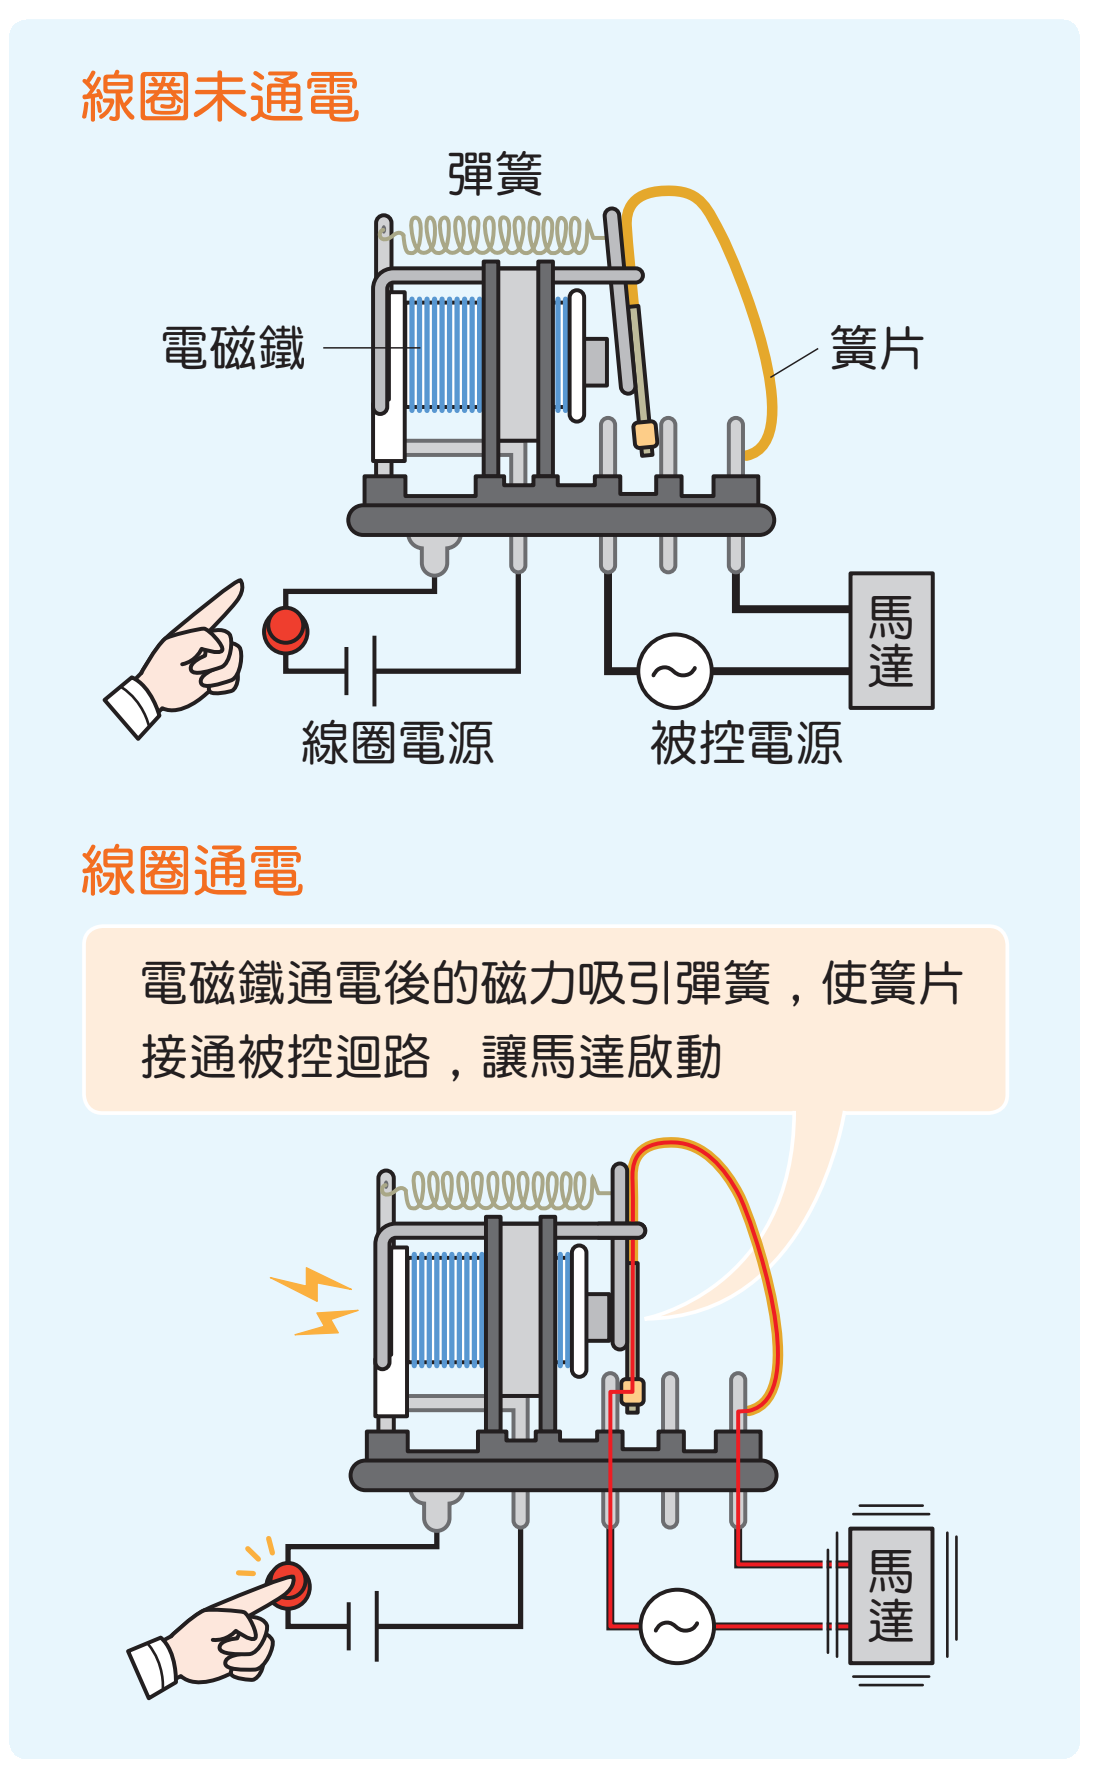 線圈未通電
彈簧
電磁鐵
簧片
馬達
線圈電源
被控電源
線圈通電
電磁鐵通電後的磁力吸引彈簧，使簧片
接通被控迴路，讓馬達啟動
馬達